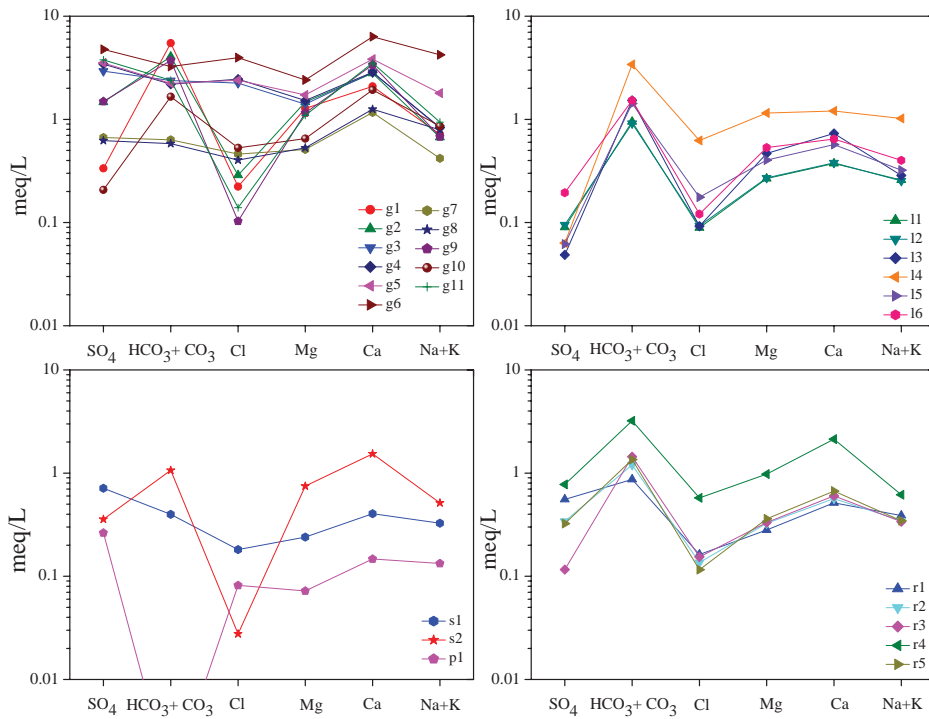 10
1
0.1
0.01
meq/L
SO4
HCO3+ CO3
Cl
Mg
Ca
Na+K
g1
g2
g3
g4
g5
g6
g7
g8
g9
g10
g11
10
1
0.1
0.01
meq/L
SO4
HCO3+ CO3
Cl
Mg
Ca
Na+K
l1
l2
l3
l4
l5
l6
10
1
0.1
0.01
meq/L
SO4
HCO3+ CO3
Cl
Mg
Ca
Na+K
s1
s2
p1
10
1
0.1
0.01
meq/L
SO4
HCO3+ CO3
Cl
Mg
Ca
Na+K
r1
r2
r3
r4
r5